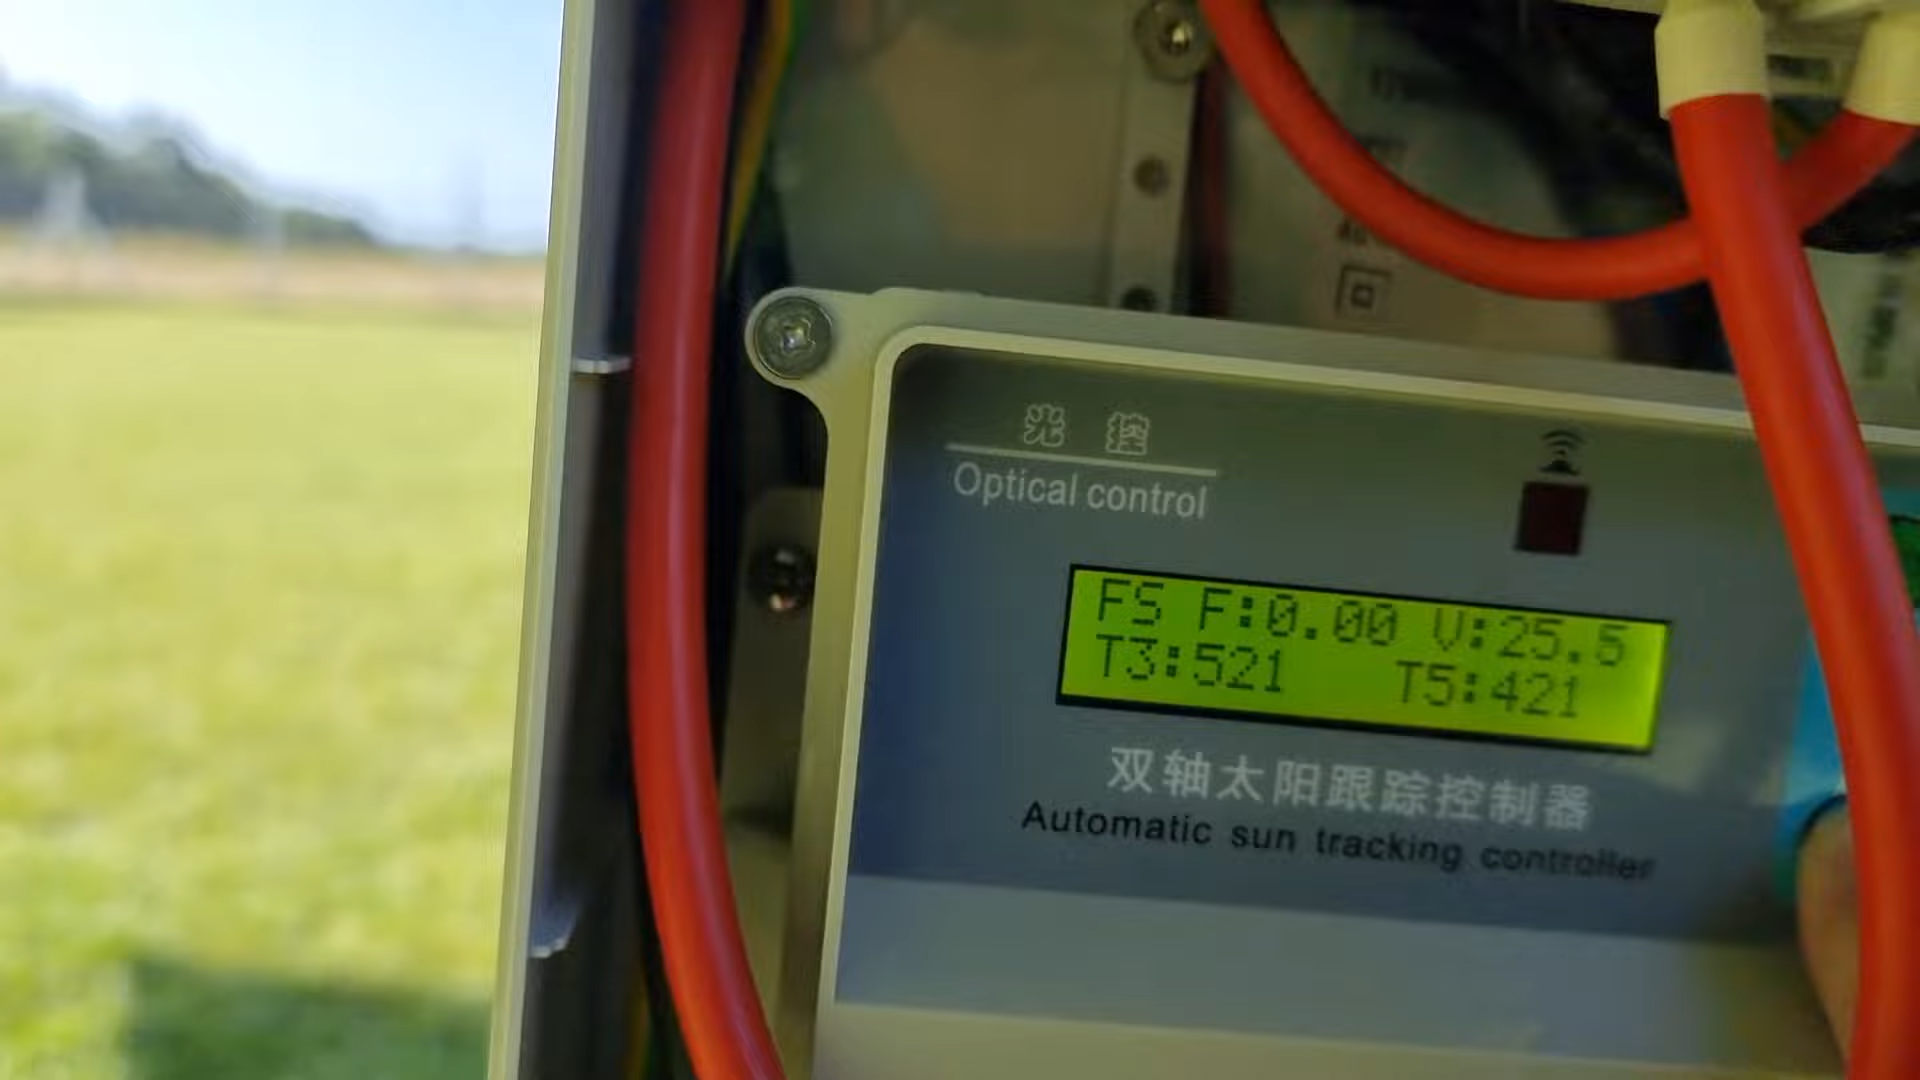 光 控
Optical control
FS F:0.00 V:25.5
T3:521 T5:421
双轴太阳跟踪控制器
Automatic sun tracking controller